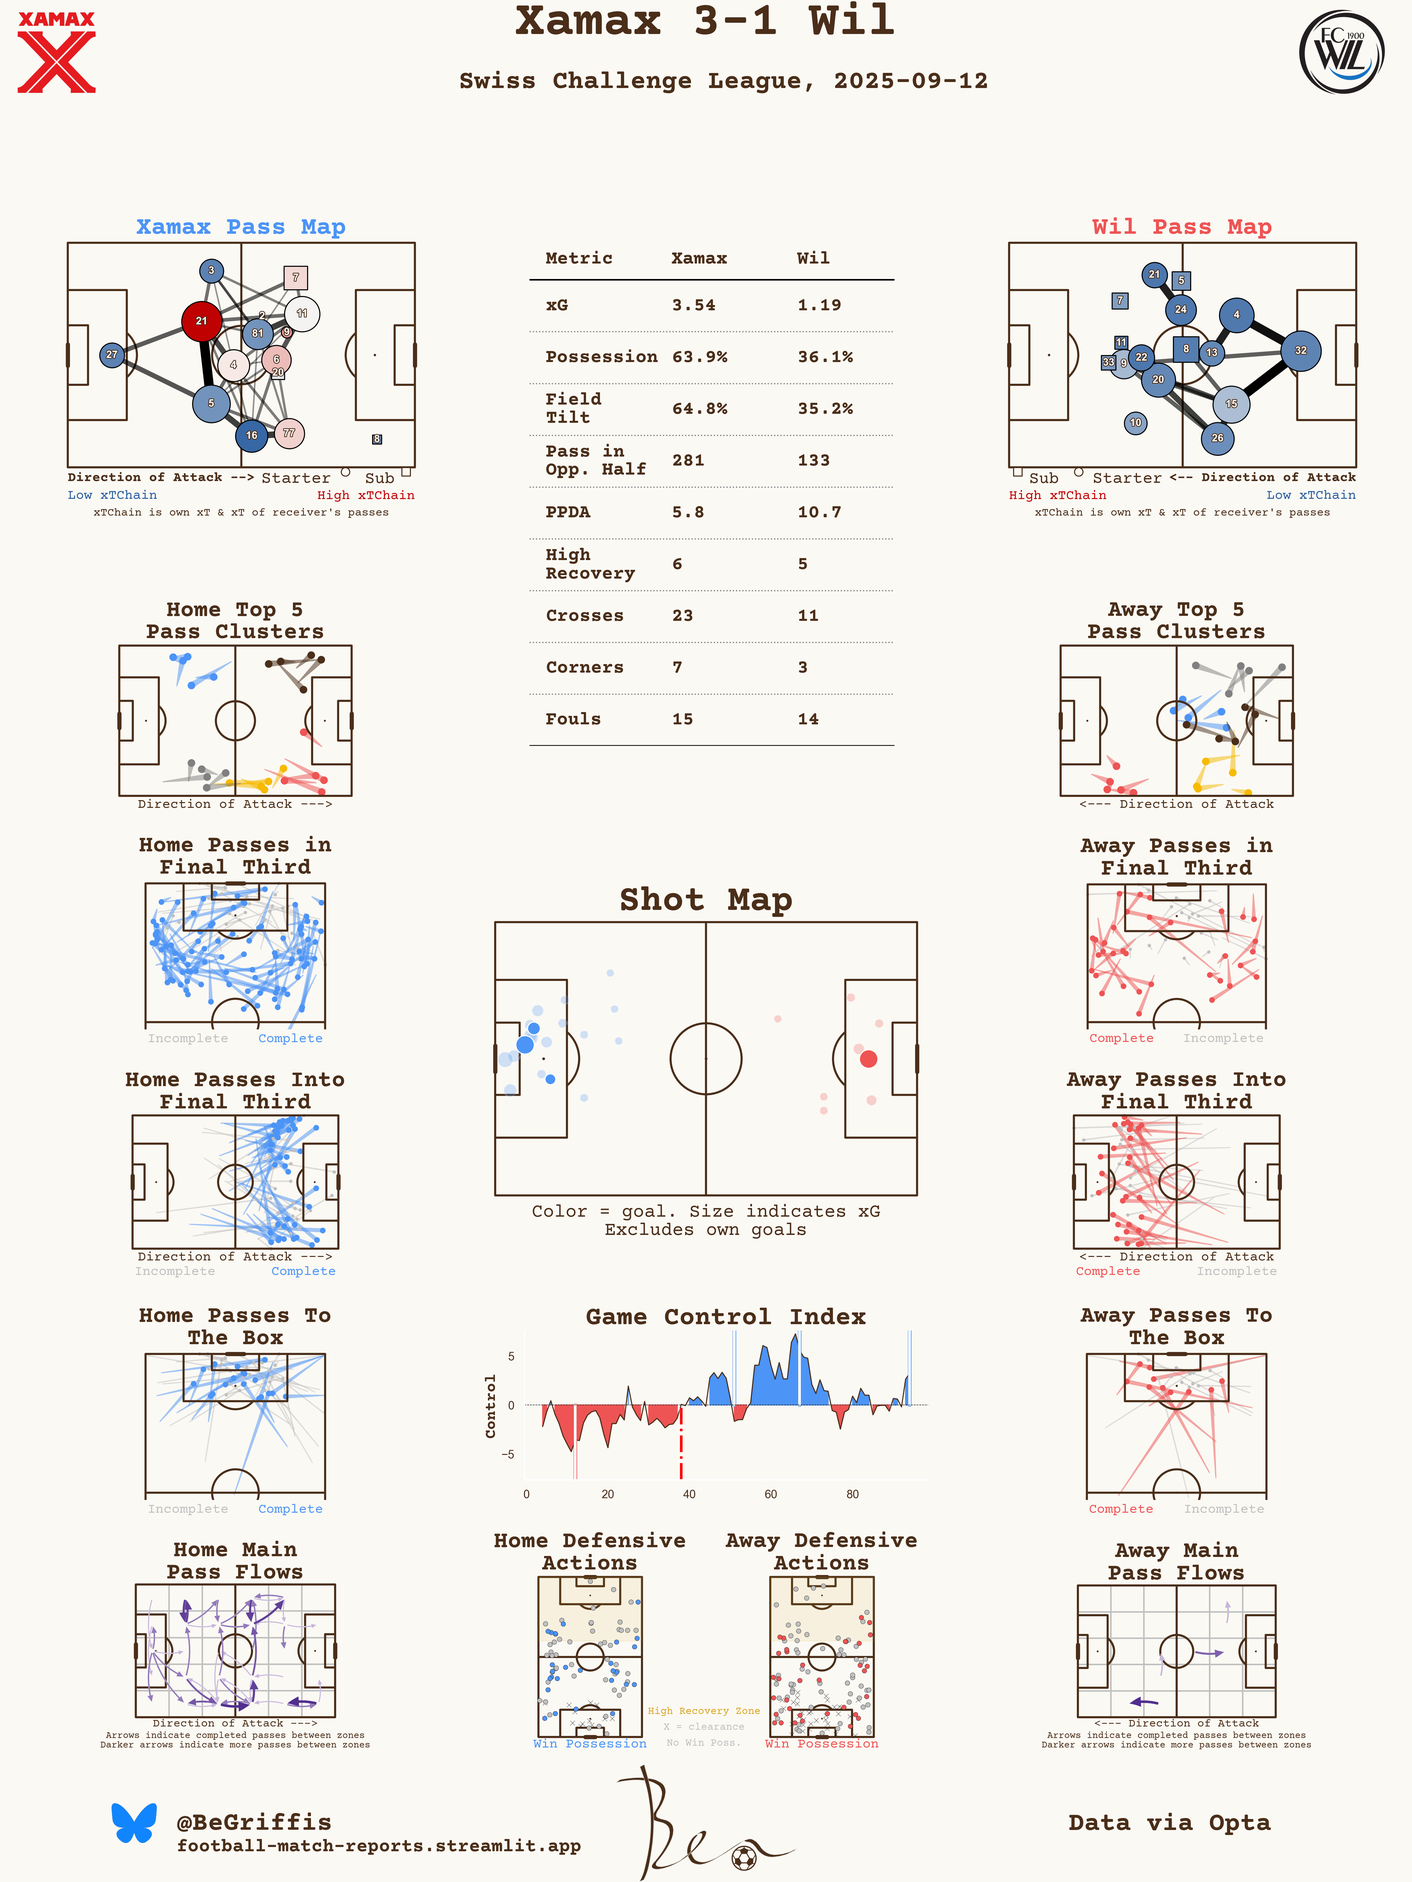 Xamax 3-1 Wil
Swiss Challenge League, 2025-09-12
XAMAX
FC 1900
WIL
Xamax Pass Map
3
7
21
2
11
81
9
27
4
6
20
5
16
77
8
Direction of Attack --> Starter Sub
Low xTChain High xTChain
xTChain is own xT & xT of receiver's passes
Metric Xamax Wil
xG 3.54 1.19
Possession 63.9% 36.1%
Field
Tilt 64.8% 35.2%
Pass in
Opp. Half 281 133
PPDA 5.8 10.7
High
Recovery 6 5
Crosses 23 11
Corners 7 3
Fouls 15 14
Wil Pass Map
21
5
7
24
4
11
8
13
32
33
9
22
20
15
10
26
Sub Starter <-- Direction of Attack
High xTChain Low xTChain
xTChain is own xT & xT of receiver's passes
Home Top 5
Pass Clusters
Direction of Attack --->
Away Top 5
Pass Clusters
<--- Direction of Attack
Home Passes in
Final Third
Incomplete Complete
Away Passes in
Final Third
Complete Incomplete
Shot Map
Color = goal. Size indicates xG
Excludes own goals
Home Passes Into
Final Third
Direction of Attack --->
Incomplete Complete
Away Passes Into
Final Third
<--- Direction of Attack
Complete Incomplete
Home Passes To
The Box
Incomplete Complete
Game Control Index
Control
5
0
−5
0 20 40 60 80
Away Passes To
The Box
Complete Incomplete
Home Main
Pass Flows
Direction of Attack --->
Arrows indicate completed passes between zones
Darker arrows indicate more passes between zones
Home Defensive
Actions
Win Possession
High Recovery Zone
X = clearance
No Win Poss.
Away Defensive
Actions
Win Possession
Away Main
Pass Flows
<--- Direction of Attack
Arrows indicate completed passes between zones
Darker arrows indicate more passes between zones
@BeGriffis
football-match-reports.streamlit.app
Ben
Data via Opta